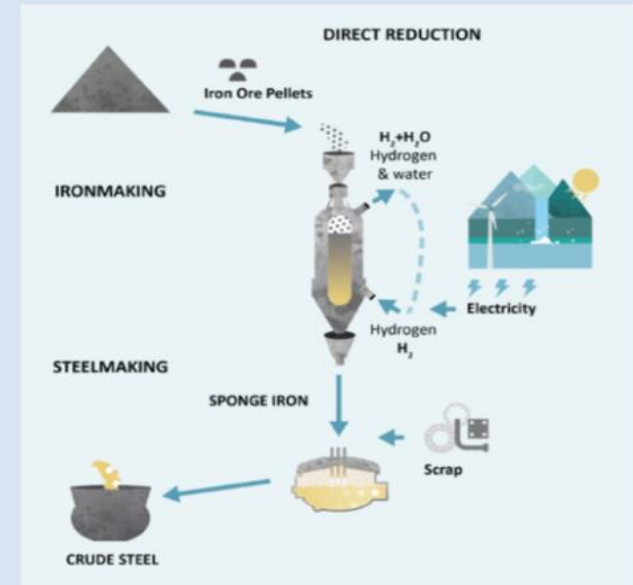 DIRECT REDUCTION
Iron Ore Pellets
H₂+H₂O
Hydrogen
& water
IRONMAKING
Electricity
Hydrogen
H₂
STEELMAKING
SPONGE IRON
Scrap
CRUDE STEEL